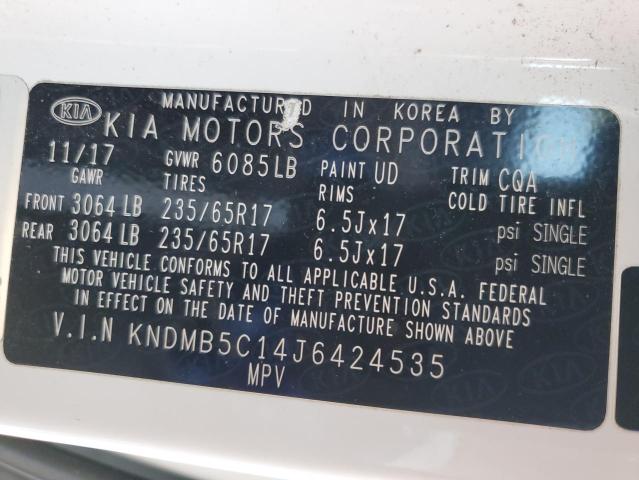 KIA MANUFACTURED IN KOREA BY
KIA MOTORS CORPORATION
11/17 GVWR 6085LB PAINT UD TRIM CQA
GAWR TIRES RIMS COLD TIRE INFL
FRONT 3064 LB 235/65R17 6.5Jx17 psi SINGLE
REAR 3064 LB 235/65R17 6.5Jx17 psi SINGLE
THIS VEHICLE CONFORMS TO ALL APPLICABLE U.S.A. FEDERAL
MOTOR VEHICLE SAFETY AND THEFT PREVENTION STANDARDS
IN EFFECT ON THE DATE OF MANUFACTURE SHOWN ABOVE
V.I.N KNDMB5C14J6424535
MPV